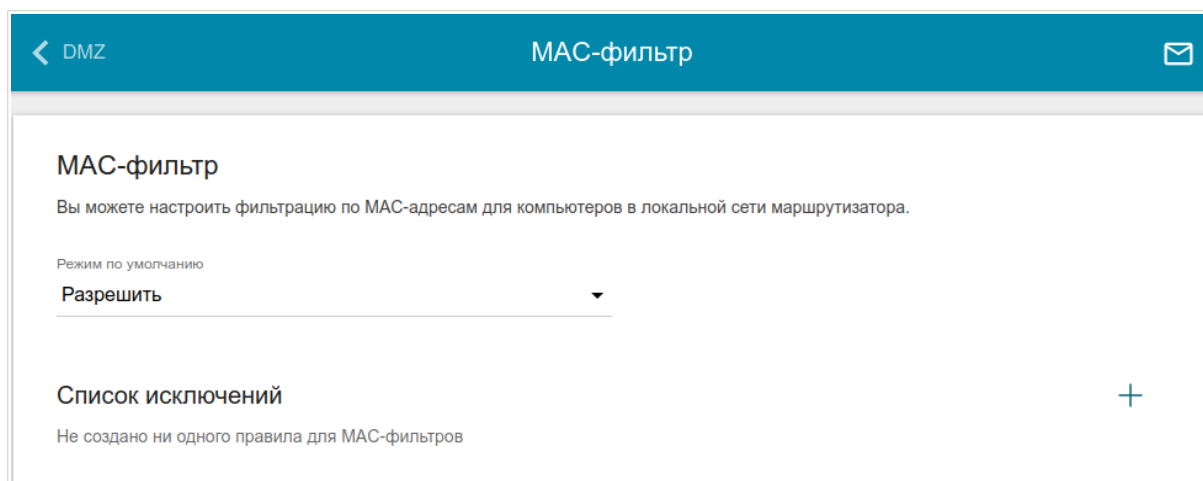 DMZ
MAC-фильтр
MAC-фильтр
Вы можете настроить фильтрацию по MAC-адресам для компьютеров в локальной сети маршрутизатора.
Режим по умолчанию
Разрешить
Список исключений
Не создано ни одного правила для MAC-фильтров